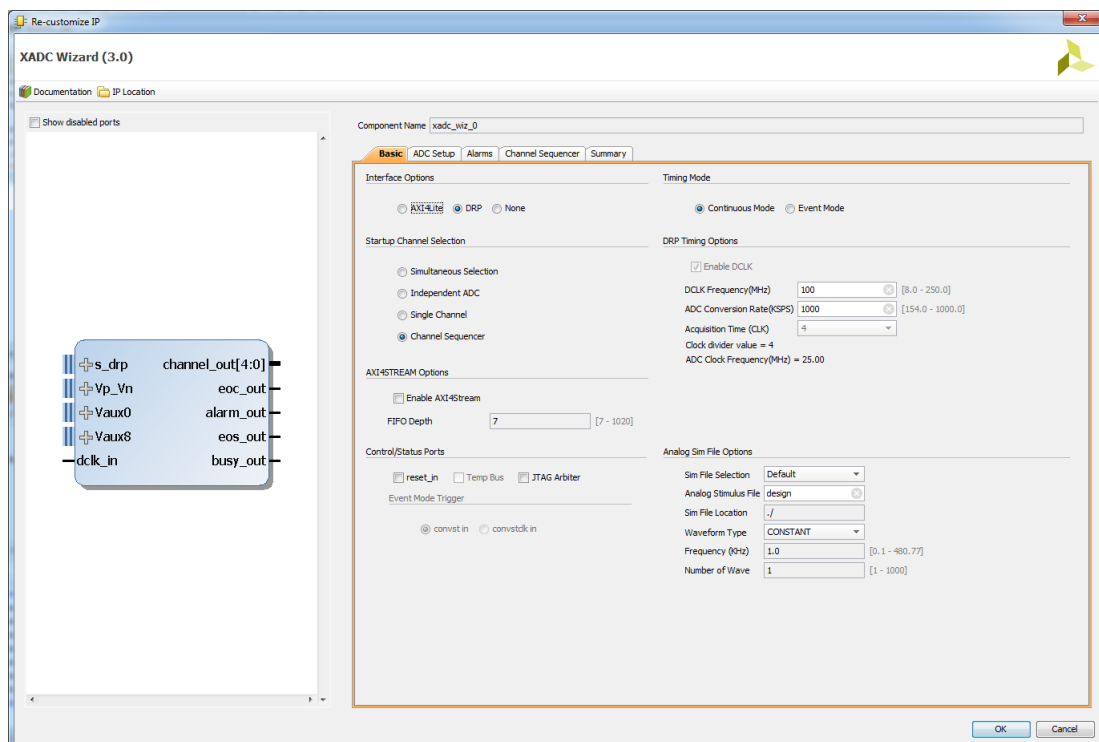 Re-customize IP
XADC Wizard (3.0)
Documentation IP Location
Show disabled ports
s_drp channel_out[4:0]
Vp_Vn eoc_out
Vaux0 alarm_out
Vaux8 eos_out
dclk_in busy_out
Component Name xadc_wiz_0
Basic ADC Setup Alarms Channel Sequencer Summary
Interface Options
AXI4Lite DRP None
Startup Channel Selection
Simultaneous Selection
Independent ADC
Single Channel
Channel Sequencer
AXI4STREAM Options
Enable AXI4Stream
FIFO Depth 7 [7 - 1020]
Control/Status Ports
reset_in Temp Bus JTAG Arbiter
Event Mode Trigger
convst in convstclk in
Timing Mode
Continuous Mode Event Mode
DRP Timing Options
Enable DCLK
DCLK Frequency(MHz) 100 [8.0 - 250.0]
ADC Conversion Rate(KSPS) 1000 [154.0 - 1000.0]
Acquisition Time (CLK) 4
Clock divider value = 4
ADC Clock Frequency(MHz) = 25.00
Analog Sim File Options
Sim File Selection Default
Analog Stimulus File design
Sim File Location ./
Waveform Type CONSTANT
Frequency (KHz) 1.0 [0.1 - 480.77]
Number of Wave 1 [1 - 1000]
OK Cancel